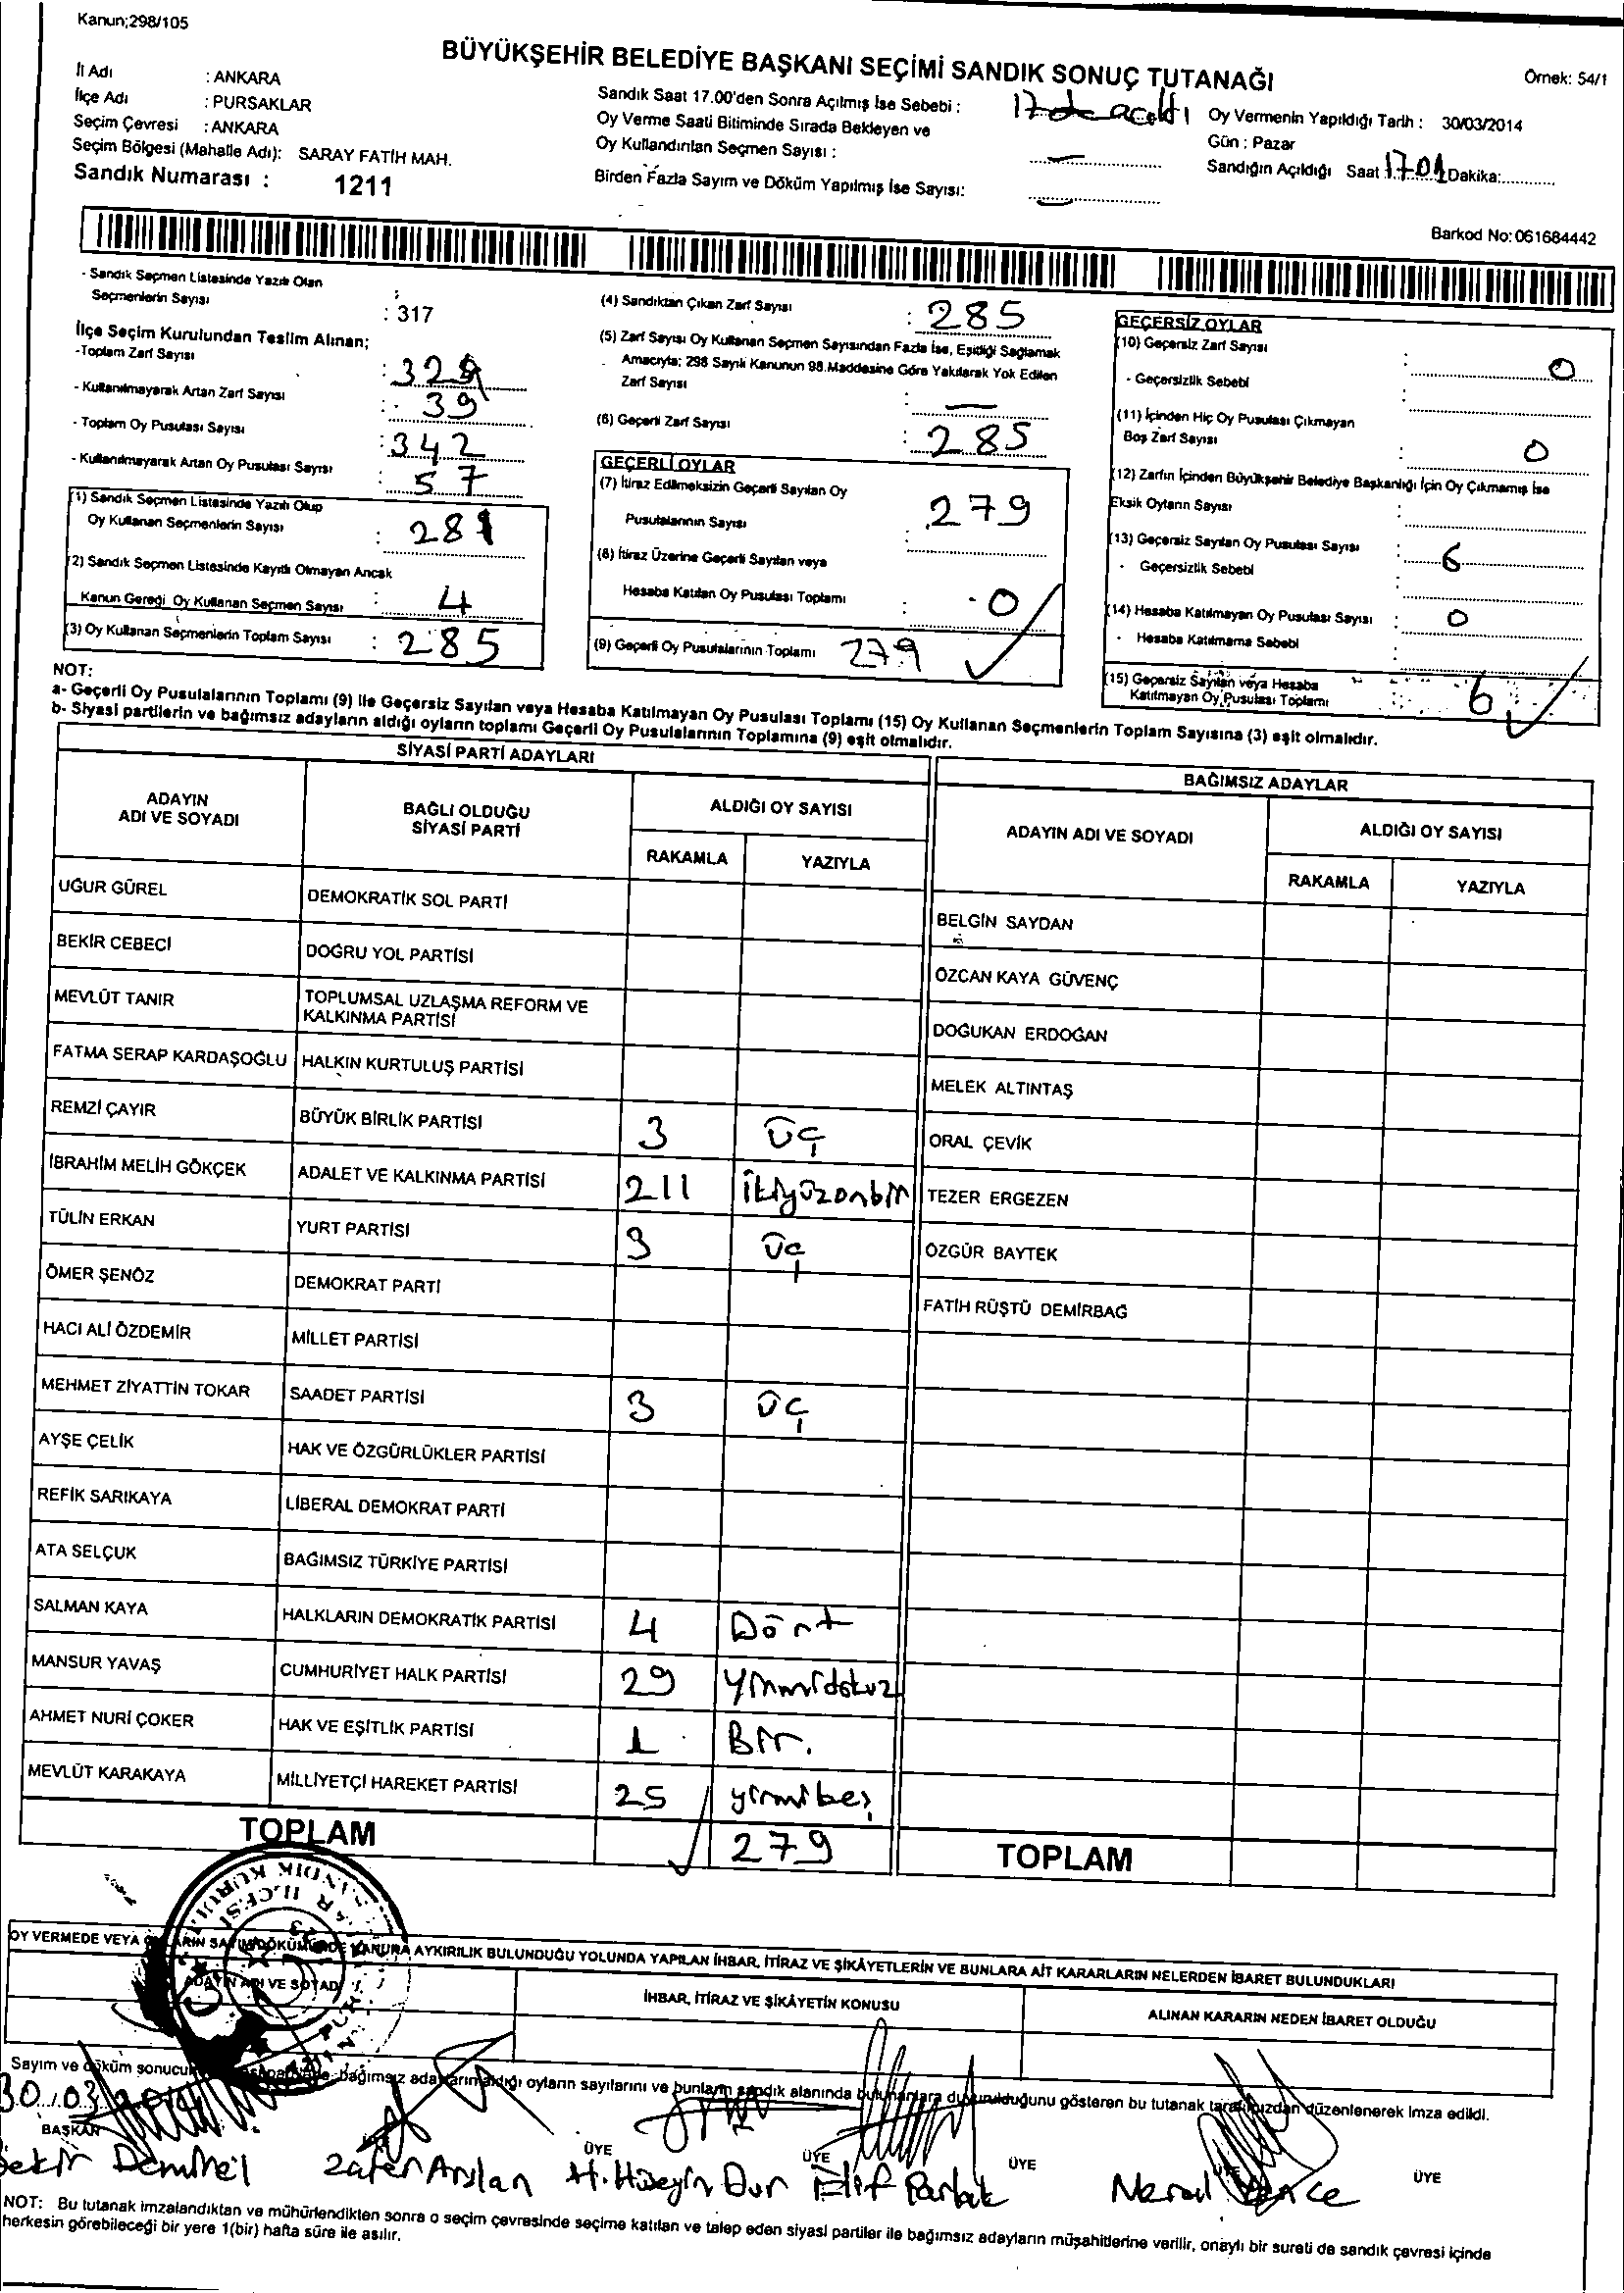 Kanun;298/105
BÜYÜKŞEHİR BELEDİYE BAŞKANI SEÇİMİ SANDIK SONUÇ TUTANAĞI
Örnek: 54/1
İl Adı : ANKARA
İlçe Adı : PURSAKLAR
Seçim Çevresi : ANKARA
Seçim Bölgesi (Mahalle Adı): SARAY FATİH MAH.
Sandık Numarası : 1211
Sandık Saat 17.00'den Sonra Açılmış İse Sebebi : 17 de açıldı
Oy Verme Saati Bitiminde Sırada Bekleyen ve
Oy Kullandırılan Seçmen Sayısı : —
Birden Fazla Sayım ve Döküm Yapılmış İse Sayısı: —
Oy Vermenin Yapıldığı Tarih : 30/03/2014
Gün : Pazar
Sandığın Açıldığı Saat 17.01 Dakika:............
Barkod No: 061684442
- Sandık Seçmen Listesinde Yazılı Olan
Seçmenlerin Sayısı : 317
İlçe Seçim Kurulundan Teslim Alınan;
-Toplam Zarf Sayısı : 329
- Kullanılmayarak Artan Zarf Sayısı : 39
- Toplam Oy Pusulası Sayısı : 342
- Kullanılmayarak Artan Oy Pusulası Sayısı : 57
(1) Sandık Seçmen Listesinde Yazılı Olup
Oy Kullanan Seçmenlerin Sayısı : 281
(2) Sandık Seçmen Listesinde Kayıtlı Olmayan Ancak
Kanun Gereği Oy Kullanan Seçmen Sayısı : 4
(3) Oy Kullanan Seçmenlerin Toplam Sayısı : 285
(4) Sandıktan Çıkan Zarf Sayısı : 285
(5) Zarf Sayısı Oy Kullanan Seçmen Sayısından Fazla İse, Eşitliği Sağlamak
Amacıyla; 298 Sayılı Kanunun 98.Maddesine Göre Yakılarak Yok Edilen
Zarf Sayısı : —
(6) Geçerli Zarf Sayısı : 285
GEÇERLİ OYLAR
(7) İtiraz Edilmeksizin Geçerli Sayılan Oy
Pusulalarının Sayısı : 279
(8) İtiraz Üzerine Geçerli Sayılan veya
Hesaba Katılan Oy Pusulası Toplamı : 0
(9) Geçerli Oy Pusulalarının Toplamı 279
GEÇERSİZ OYLAR
(10) Geçersiz Zarf Sayısı : 0
- Geçersizlik Sebebi :
(11) İçinden Hiç Oy Pusulası Çıkmayan
Boş Zarf Sayısı : 0
(12) Zarfın İçinden Büyükşehir Belediye Başkanlığı İçin Oy Çıkmamış İse
Eksik Oyların Sayısı :
(13) Geçersiz Sayılan Oy Pusulası Sayısı : 6
- Geçersizlik Sebebi :
(14) Hesaba Katılmayan Oy Pusulası Sayısı : 0
- Hesaba Katılmama Sebebi :
(15) Geçersiz Sayılan veya Hesaba
Katılmayan Oy Pusulası Toplamı : 6
NOT:
a- Geçerli Oy Pusulalarının Toplamı (9) ile Geçersiz Sayılan veya Hesaba Katılmayan Oy Pusulası Toplamı (15) Oy Kullanan Seçmenlerin Toplam Sayısına (3) eşit olmalıdır.
b- Siyasi partilerin ve bağımsız adayların aldığı oyların toplamı Geçerli Oy Pusulalarının Toplamına (9) eşit olmalıdır.
SİYASİ PARTİ ADAYLARI
ADAYIN ADI VE SOYADI
BAĞLI OLDUĞU SİYASİ PARTİ
ALDIĞI OY SAYISI
RAKAMLA YAZIYLA
UĞUR GÜREL DEMOKRATİK SOL PARTİ
BEKİR CEBECİ DOĞRU YOL PARTİSİ
MEVLÜT TANIR TOPLUMSAL UZLAŞMA REFORM VE
KALKINMA PARTİSİ
FATMA SERAP KARDAŞOĞLU HALKIN KURTULUŞ PARTİSİ
REMZİ ÇAYIR BÜYÜK BİRLİK PARTİSİ 3 üç
İBRAHİM MELİH GÖKÇEK ADALET VE KALKINMA PARTİSİ 211 ikiyüzonbir
TÜLİN ERKAN YURT PARTİSİ 3 üç
ÖMER ŞENÖZ DEMOKRAT PARTİ
HACI ALİ ÖZDEMİR MİLLET PARTİSİ
MEHMET ZİYATTİN TOKAR SAADET PARTİSİ 3 üç
AYŞE ÇELİK HAK VE ÖZGÜRLÜKLER PARTİSİ
REFİK SARIKAYA LİBERAL DEMOKRAT PARTİ
ATA SELÇUK BAĞIMSIZ TÜRKİYE PARTİSİ
SALMAN KAYA HALKLARIN DEMOKRATİK PARTİSİ 4 Dört
MANSUR YAVAŞ CUMHURİYET HALK PARTİSİ 29 Yirmidokuz
AHMET NURİ ÇOKER HAK VE EŞİTLİK PARTİSİ 1 Bir.
MEVLÜT KARAKAYA MİLLİYETÇİ HAREKET PARTİSİ 25 yirmibeş
TOPLAM 279
BAĞIMSIZ ADAYLAR
ADAYIN ADI VE SOYADI
ALDIĞI OY SAYISI
RAKAMLA YAZIYLA
BELGİN SAYDAN
ÖZCAN KAYA GÜVENÇ
DOĞUKAN ERDOĞAN
MELEK ALTINTAŞ
ORAL ÇEVİK
TEZER ERGEZEN
ÖZGÜR BAYTEK
FATİH RÜŞTÜ DEMİRBAĞ
TOPLAM
OY VERMEDE VEYA OYLARIN SAYIM DÖKÜMÜNDE KANUNA AYKIRILIK BULUNDUĞU YOLUNDA YAPILAN İHBAR, İTİRAZ VE ŞİKÂYETLERİN VE BUNLARA AİT KARARLARIN NELERDEN İBARET BULUNDUKLARI
ADAYIN ADI VE SOYADI
İHBAR, İTİRAZ VE ŞİKÂYETİN KONUSU
ALINAN KARARIN NEDEN İBARET OLDUĞU
Sayım ve döküm sonucu bağımsız adayların aldığı oyların sayılarını ve bunların sandık alanında bulunanlara duyurulduğunu gösteren bu tutanak tarafımızdan düzenlenerek imza edildi.
30.03.2014
BAŞKAN ÜYE ÜYE ÜYE ÜYE ÜYE ÜYE
Bekir Demirel Zafer Arslan H.Hüseyin Dur Elif Parlak Meral
NOT: Bu tutanak imzalandıktan ve mühürlendikten sonra o seçim çevresinde seçime katılan ve talep eden siyasi partiler ile bağımsız adayların müşahitlerine verilir, onaylı bir sureti de sandık çevresi içinde
herkesin görebileceği bir yere 1(bir) hafta süre ile asılır.